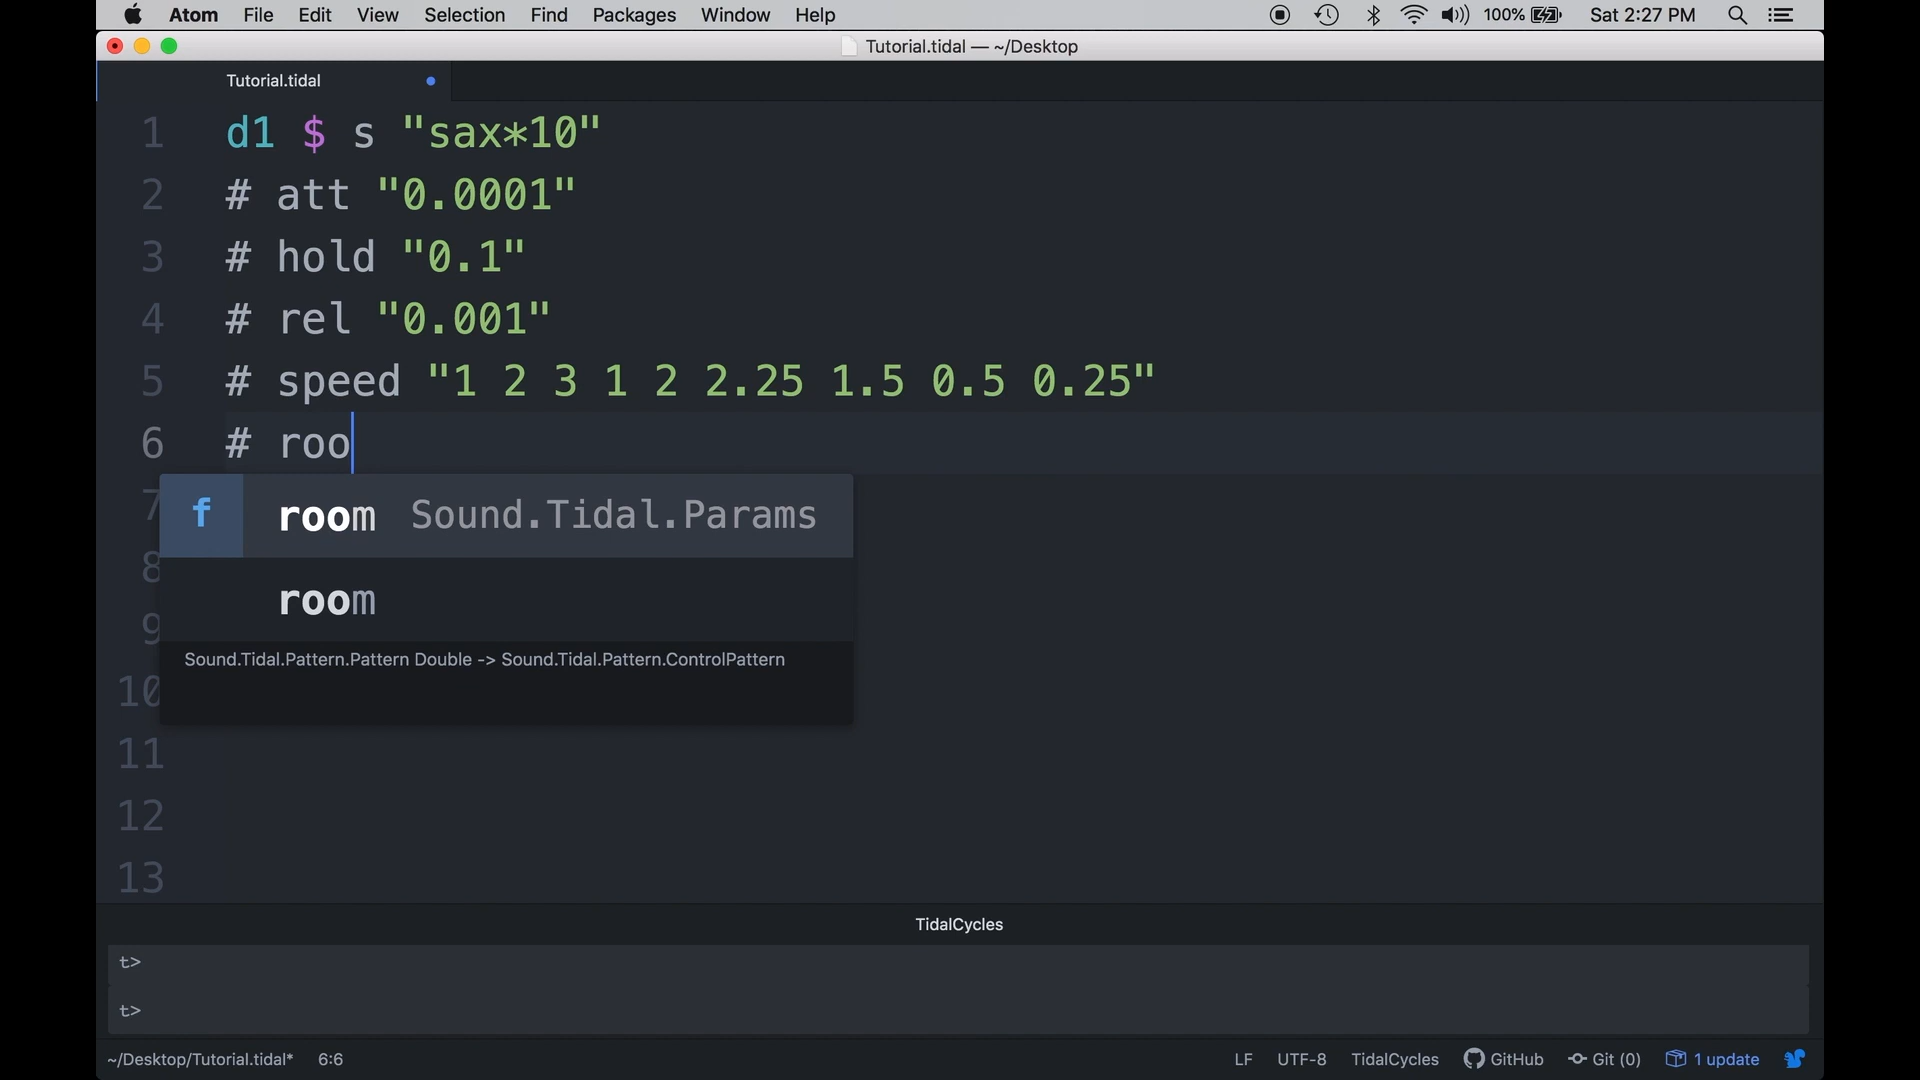 Atom File Edit View Selection Find Packages Window Help 100% Sat 2:27 PM
Tutorial.tidal — ~/Desktop
Tutorial.tidal
1 d1 $ s "sax*10"
2 # att "0.0001"
3 # hold "0.1"
4 # rel "0.001"
5 # speed "1 2 3 1 2 2.25 1.5 0.5 0.25"
6 # roo
7 f room Sound.Tidal.Params
8 room
9 Sound.Tidal.Pattern.Pattern Double -> Sound.Tidal.Pattern.ControlPattern
10
11
12
13
TidalCycles
t>
t>
~/Desktop/Tutorial.tidal* 6:6 LF UTF-8 TidalCycles GitHub Git (0) 1 update